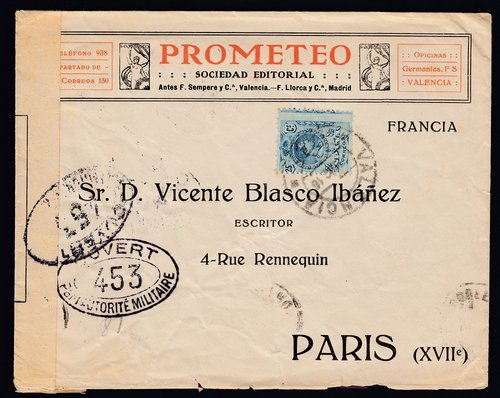 TELÉFONO 938
APARTADO DE
CORREOS 130
PROMETEO
SOCIEDAD EDITORIAL
Antes F. Sempere y C.ª, Valencia.—F. Llorca y C.ª, Madrid
OFICINAS
Germanías, F S
VALENCIA
FRANCIA
VALENCIA
Sr. D. Vicente Blasco Ibáñez
ESCRITOR
4-Rue Rennequin
PARIS (XVIIe)
OUVERT
453
PAR AUTORITÉ MILITAIRE